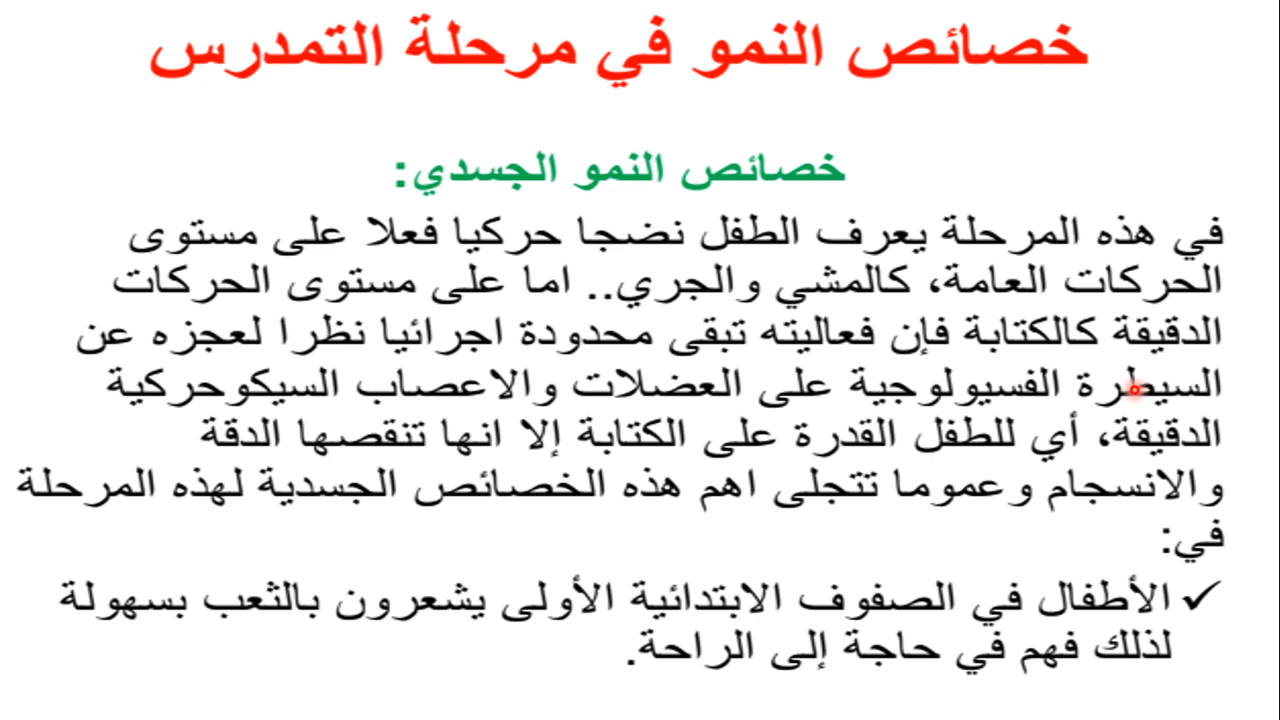 خصائص النمو في مرحلة التمدرس
خصائص النمو الجسدي:
في هذه المرحلة يعرف الطفل نضجا حركيا فعلا على مستوى
الحركات العامة، كالمشي والجري.. اما على مستوى الحركات
الدقيقة كالكتابة فإن فعاليته تبقى محدودة اجرائيا نظرا لعجزه عن
السيطرة الفسيولوجية على العضلات والاعصاب السيكوحركية
الدقيقة، أي للطفل القدرة على الكتابة إلا انها تنقصها الدقة
والانسجام وعموما تتجلى اهم هذه الخصائص الجسدية لهذه المرحلة
في:
✓ الأطفال في الصفوف الابتدائية الأولى يشعرون بالثعب بسهولة
لذلك فهم في حاجة إلى الراحة.